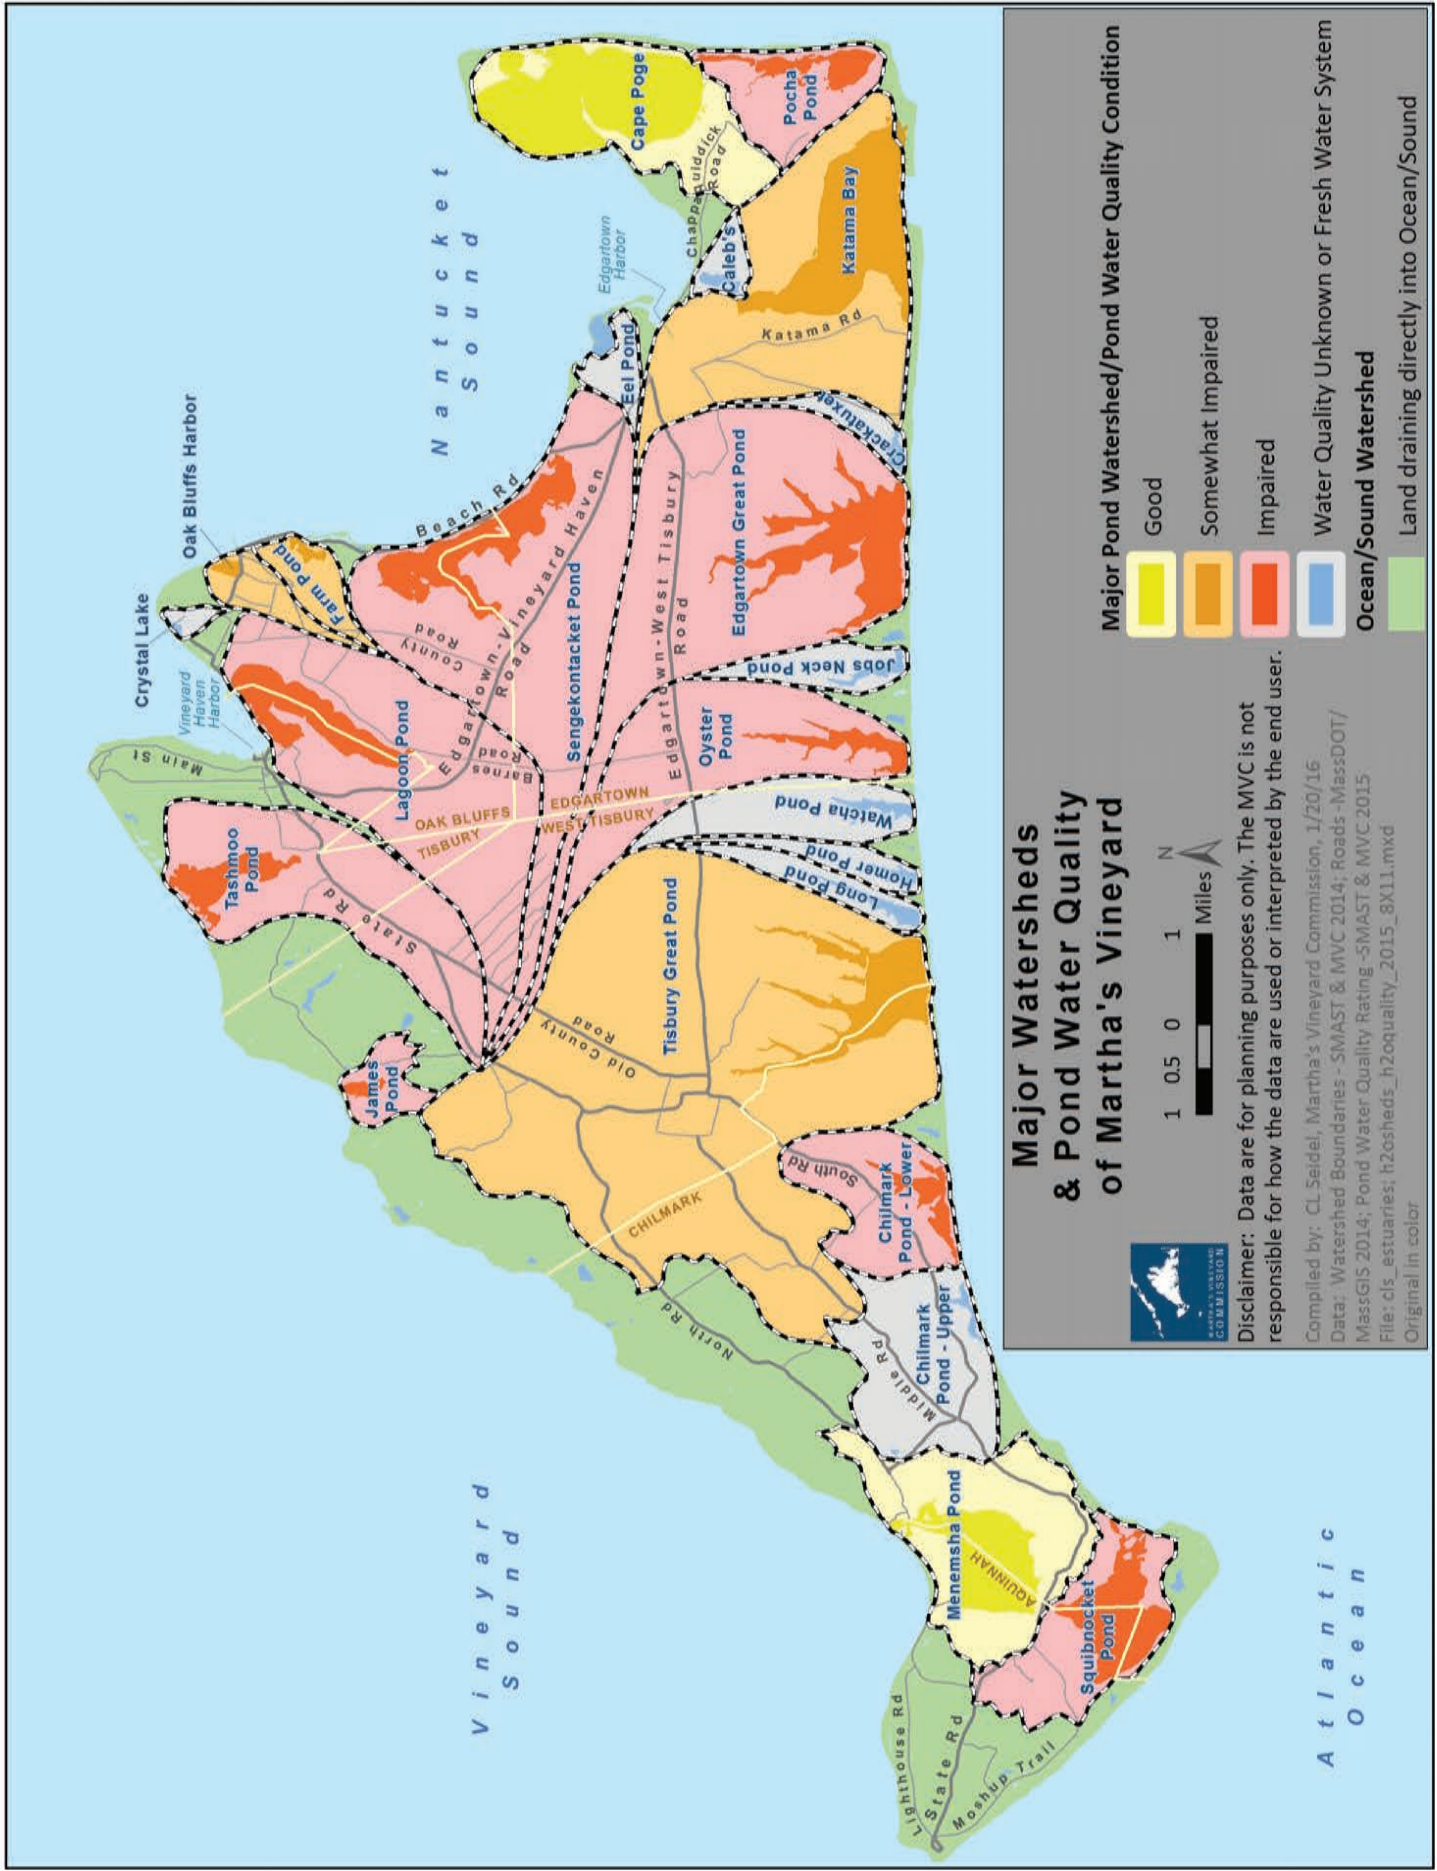 Nantucket
Sound
Vineyard
Sound
Atlantic
Ocean
Crystal Lake
Oak Bluffs Harbor
Vineyard
Haven
Harbor
Edgartown
Harbor
Main St
Tashmoo
Pond
Lagoon Pond
Farm Pond
Beach Rd
County
Road
Edgartown-Vineyard Haven
Road
Barnes
Road
Sengekontacket Pond
Eel Pond
Cape Poge
Chappaquiddick
Road
Pocha
Pond
Caleb's
Katama Bay
Katama Rd
Crackatuxet
Edgartown Great Pond
Edgartown-West Tisbury
Road
Jobs Neck Pond
Oyster
Pond
Watcha Pond
Homer Pond
Long Pond
OAK BLUFFS
TISBURY
EDGARTOWN
WEST TISBURY
State Rd
James
Pond
Old County
Road
Tisbury Great Pond
CHILMARK
South Rd
Chilmark
Pond - Lower
North Rd
Middle Rd
Chilmark
Pond - Upper
Menemsha Pond
AQUINNAH
Squibnocket
Pond
Lighthouse Rd
State Rd
Moshup Trail
Major Watersheds
& Pond Water Quality
of Martha's Vineyard
1 0.5 0 1
Miles
N
MARTHA'S VINEYARD
COMMISSION
Disclaimer: Data are for planning purposes only. The MVC is not
responsible for how the data are used or interpreted by the end user.
Compiled by: CL Seidel, Martha's Vineyard Commission, 1/20/16
Data: Watershed Boundaries - SMAST & MVC 2014; Roads -MassDOT/
MassGIS 2014; Pond Water Quality Rating -SMAST & MVC 2015
File: cls_estuaries; h2osheds_h2oquality_2015_8X11.mxd
Original in color
Major Pond Watershed/Pond Water Quality Condition
Good
Somewhat Impaired
Impaired
Water Quality Unknown or Fresh Water System
Ocean/Sound Watershed
Land draining directly into Ocean/Sound